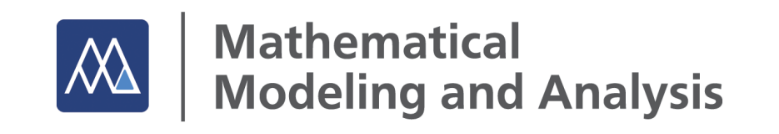 Mathematical
Modeling and Analysis